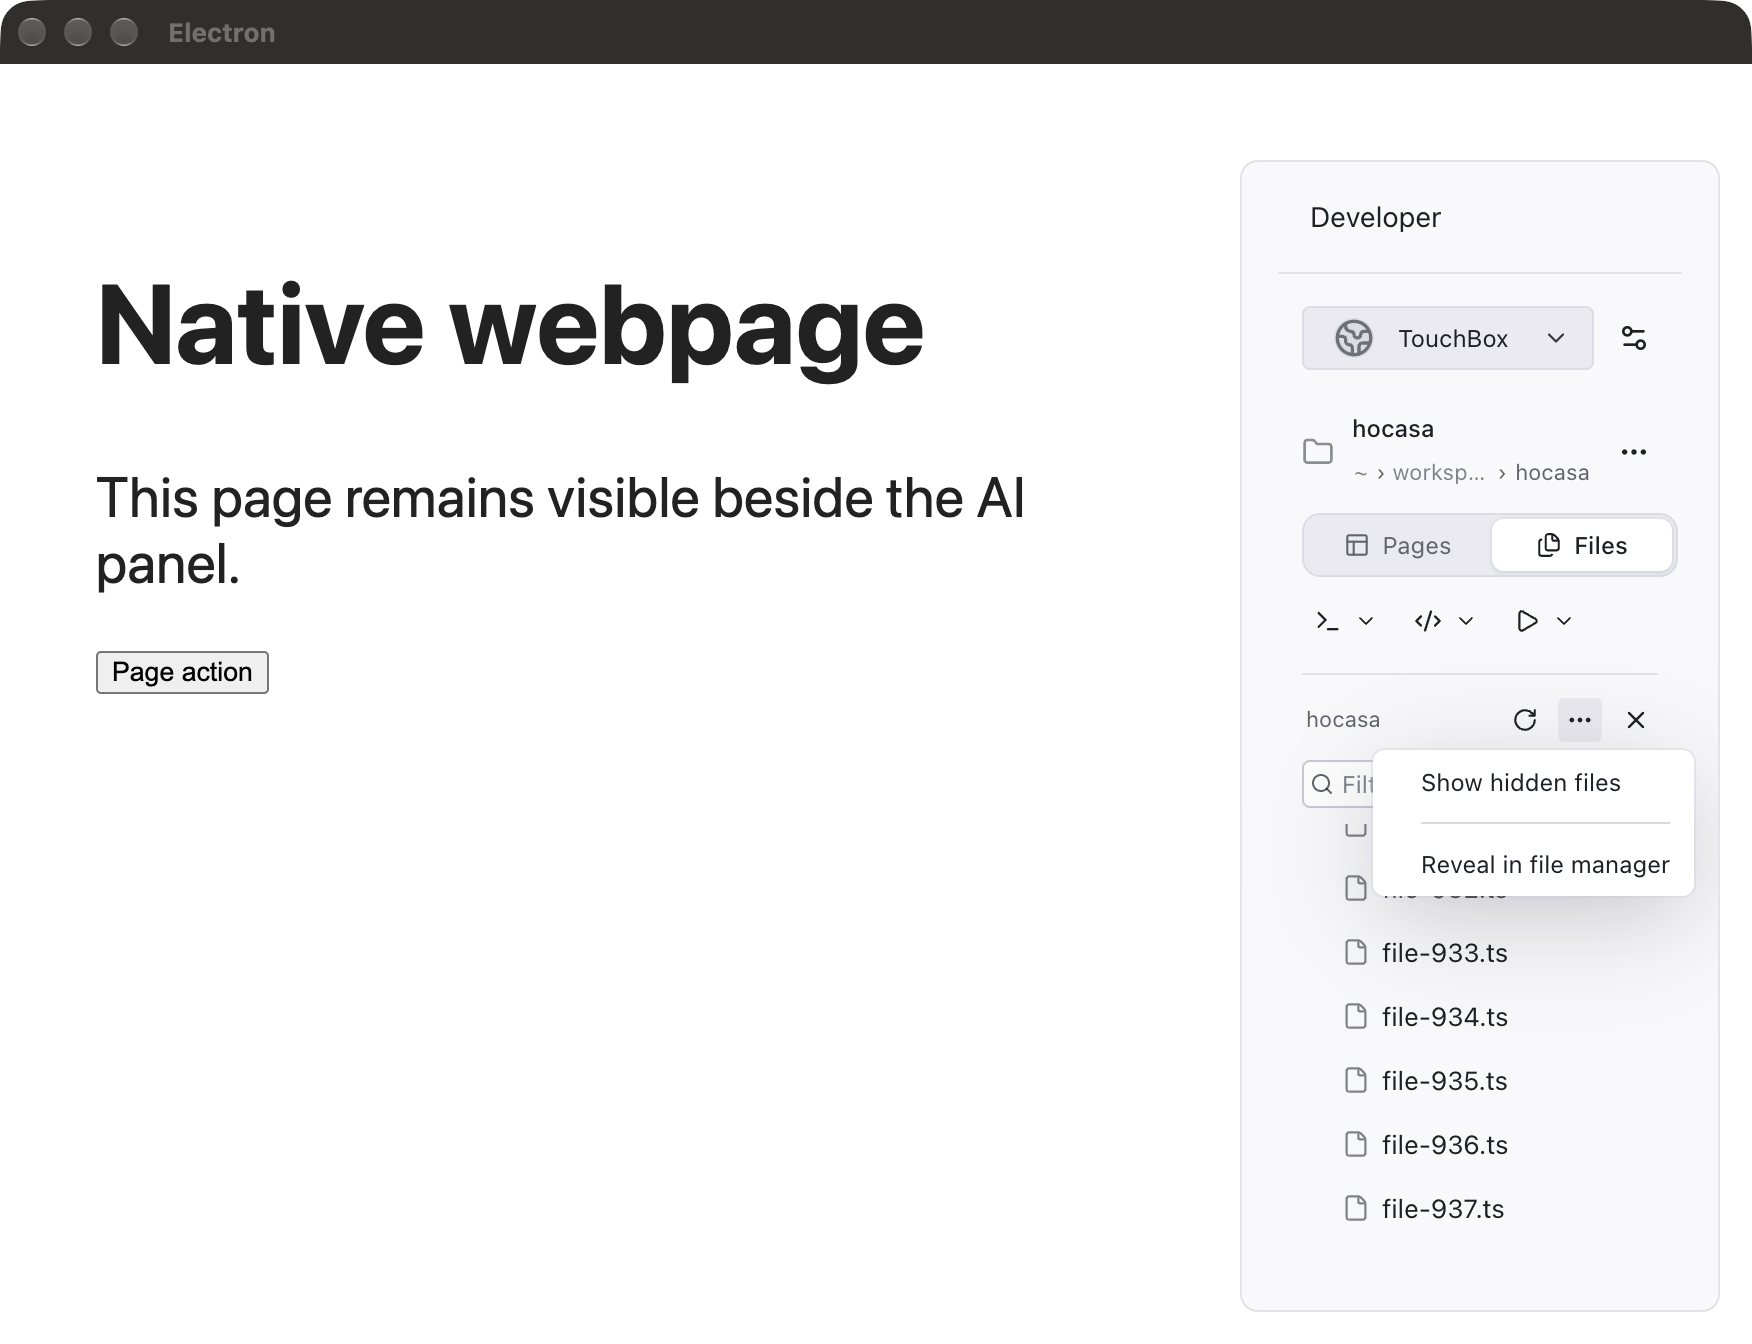 Electron
Native webpage
This page remains visible beside the AI
panel.
Page action
Developer
TouchBox
hocasa
~ › worksp... › hocasa
Pages
Files
hocasa
Show hidden files
Reveal in file manager
file-933.ts
file-934.ts
file-935.ts
file-936.ts
file-937.ts